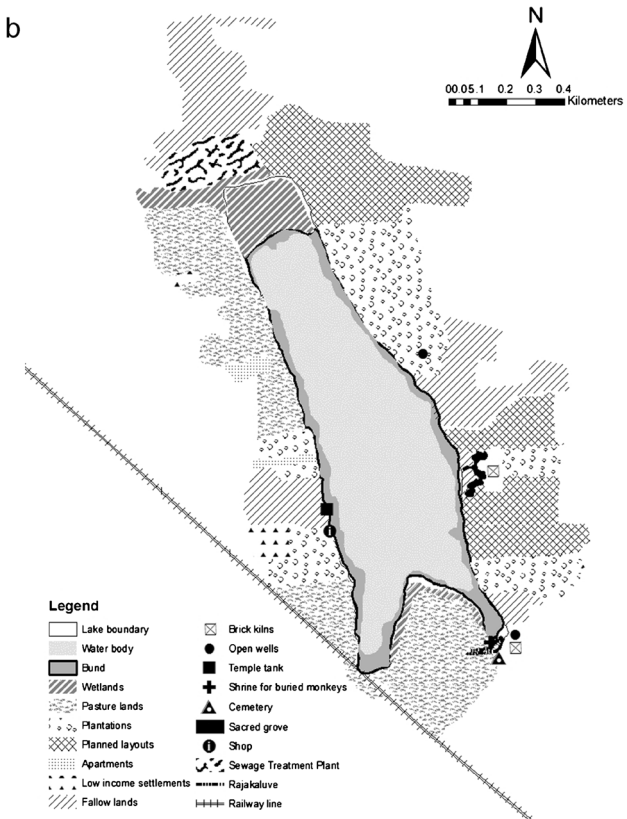 b
N
00.05.1 0.2 0.3 0.4
Kilometers
Legend
Lake boundary
Water body
Bund
Wetlands
Pasture lands
Plantations
Planned layouts
Apartments
Low income settlements
Fallow lands
Brick kilns
Open wells
Temple tank
Shrine for buried monkeys
Cemetery
Sacred grove
Shop
Sewage Treatment Plant
Rajakaluve
Railway line